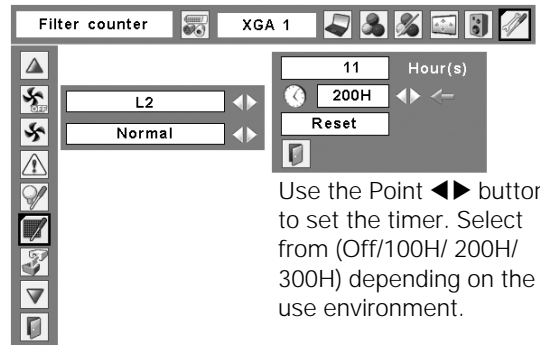 Filter counter
XGA 1
11 Hour(s)
OFF
L2
200H
Normal
Reset
Use the Point ◀▶ button
to set the timer. Select
from (Off/100H/ 200H/
300H) depending on the
use environment.